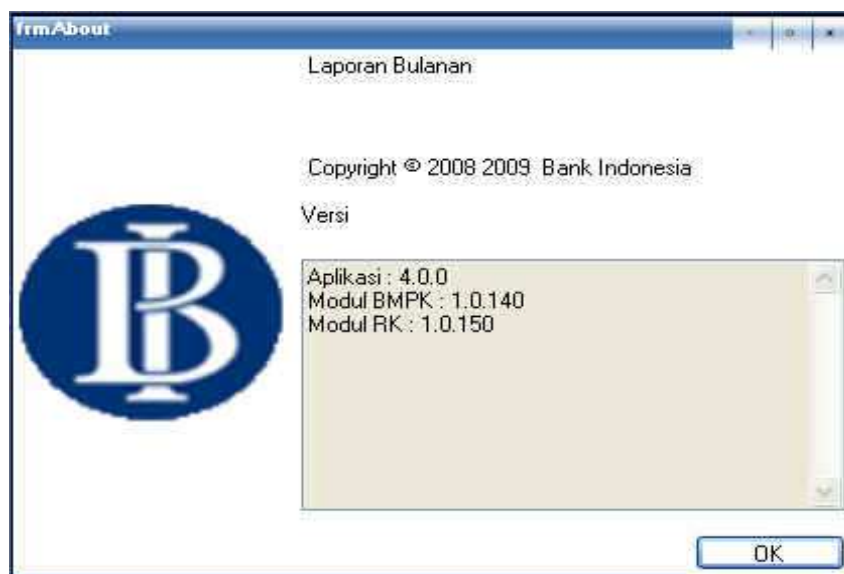 frmAbout
Laporan Bulanan
Copyright © 2008 2009 Bank Indonesia
Versi
Aplikasi : 4.0.0
Modul BMPK : 1.0.140
Modul RK : 1.0.150
BI
OK